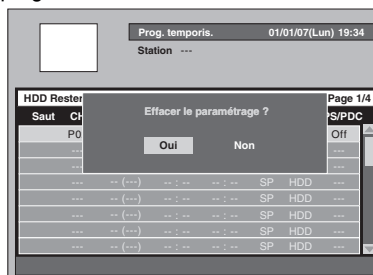 Prog. temporis. 01/01/07(Lun) 19:34
Station ---
HDD Rester Page 1/4
Saut CH VPS/PDC
Effacer le paramétrage ?
P0 Off
Oui Non
--- ---
--- ---
--- -- (---) -- : -- -- : -- SP HDD ---
--- -- (---) -- : -- -- : -- SP HDD ---
--- -- (---) -- : -- -- : -- SP HDD ---
--- -- (---) -- : -- -- : -- SP HDD ---
--- -- (---) -- : -- -- : -- SP HDD ---